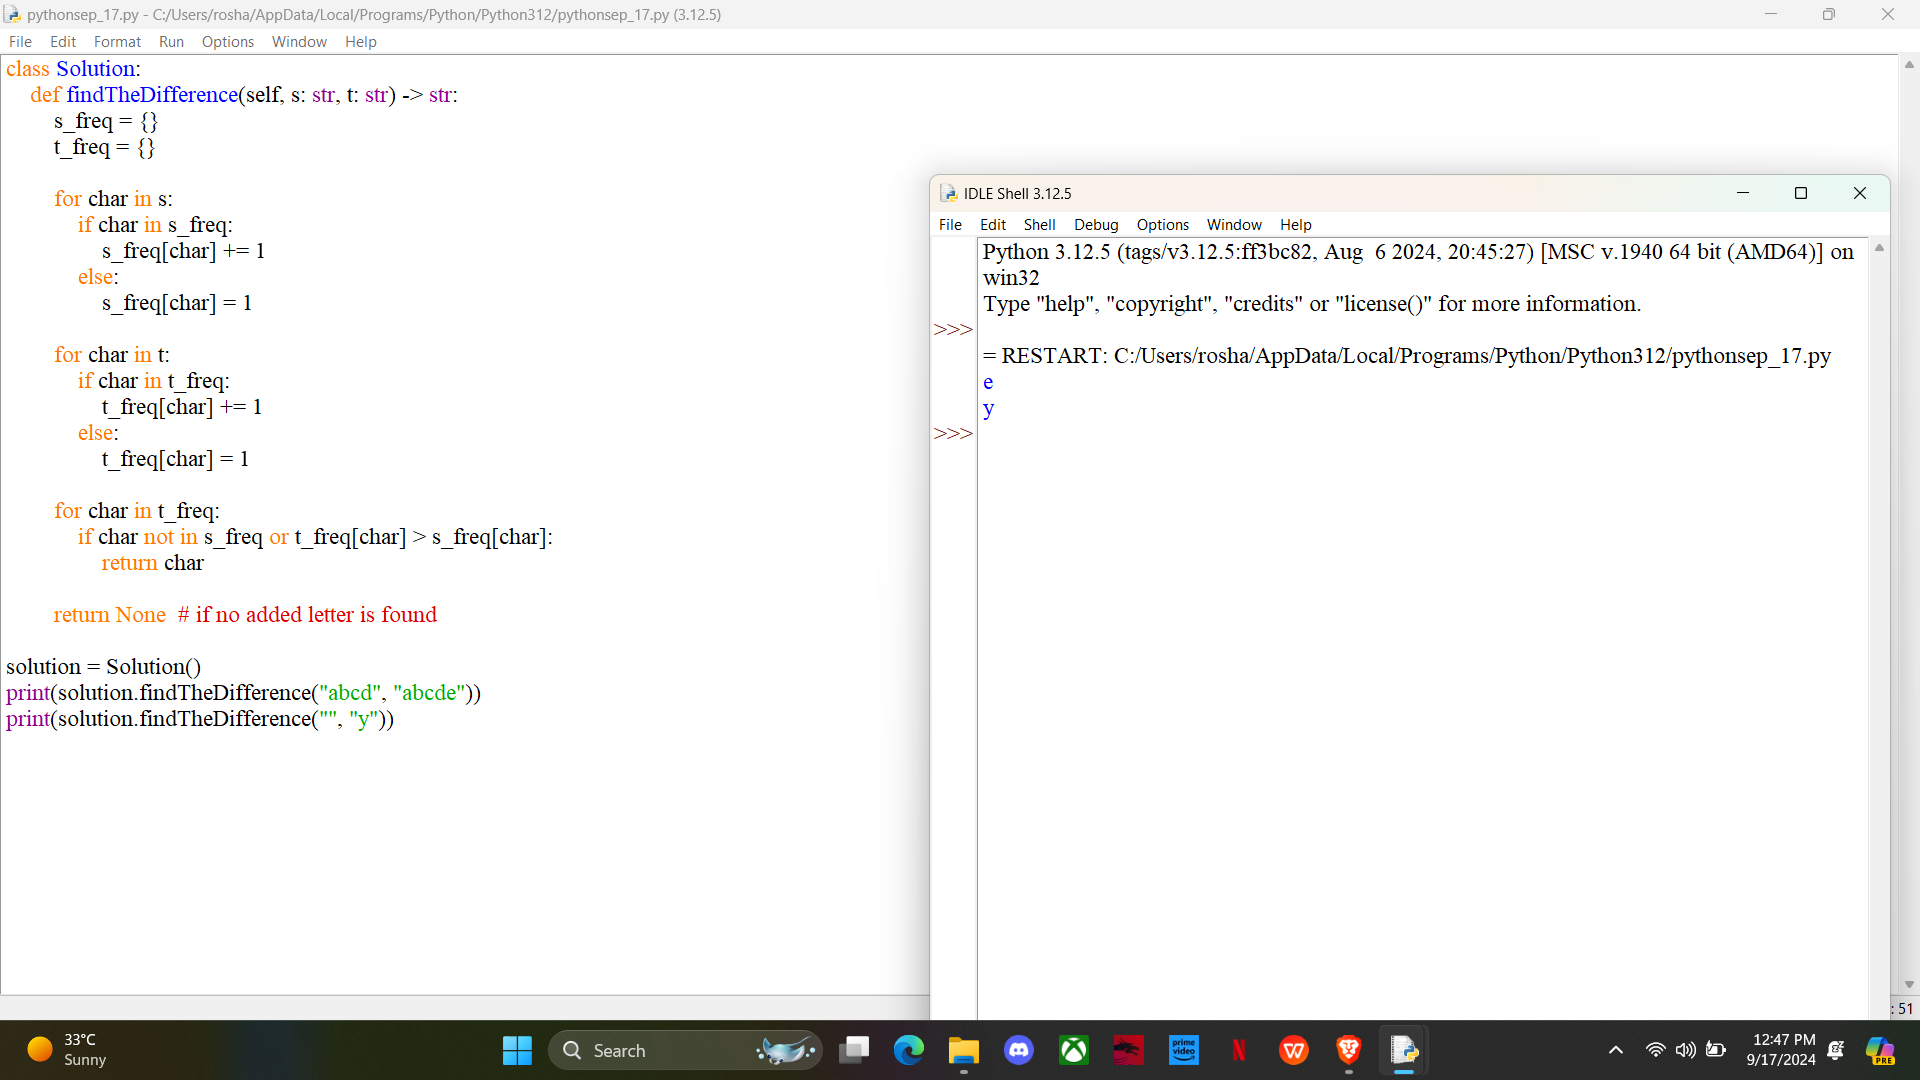 pythonsep_17.py - C:/Users/rosha/AppData/Local/Programs/Python/Python312/pythonsep_17.py (3.12.5)
File Edit Format Run Options Window Help
class Solution:
    def findTheDifference(self, s: str, t: str) -> str:
        s_freq = {}
        t_freq = {}
        for char in s:
            if char in s_freq:
                s_freq[char] += 1
            else:
                s_freq[char] = 1
        for char in t:
            if char in t_freq:
                t_freq[char] += 1
            else:
                t_freq[char] = 1
        for char in t_freq:
            if char not in s_freq or t_freq[char] > s_freq[char]:
                return char
        return None  # if no added letter is found
solution = Solution()
print(solution.findTheDifference("abcd", "abcde"))
print(solution.findTheDifference("", "y"))
IDLE Shell 3.12.5
File Edit Shell Debug Options Window Help
Python 3.12.5 (tags/v3.12.5:ff3bc82, Aug  6 2024, 20:45:27) [MSC v.1940 64 bit (AMD64)] on
win32
Type "help", "copyright", "credits" or "license()" for more information.
>>>
= RESTART: C:/Users/rosha/AppData/Local/Programs/Python/Python312/pythonsep_17.py
e
y
>>>
: 51
33°C
Sunny
Search
prime
video
N
W
12:47 PM
9/17/2024
PRE